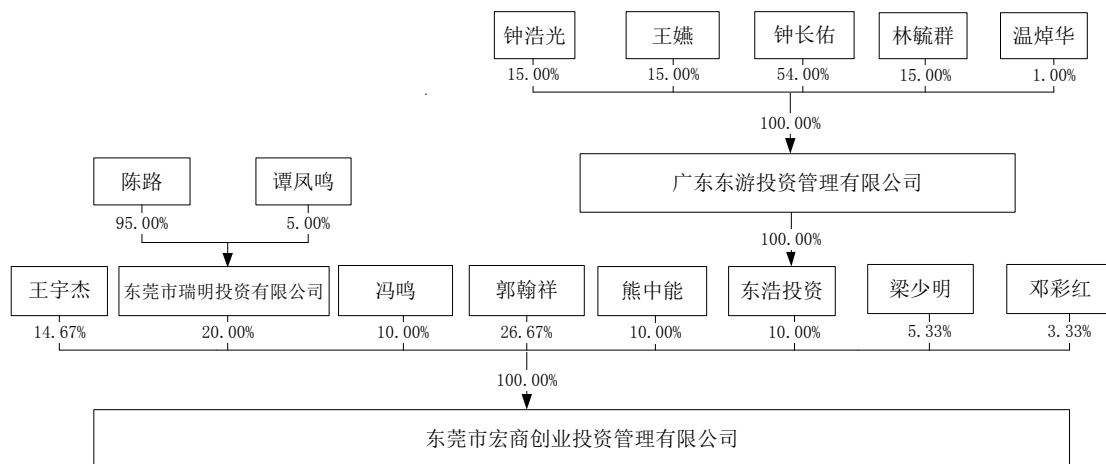 钟浩光 王嬿 钟长佑 林毓群 温焯华
15.00% 15.00% 54.00% 15.00% 1.00%
100.00%
广东东游投资管理有限公司
陈路 谭凤鸣
95.00% 5.00%
100.00%
王宇杰 东莞市瑞明投资有限公司 冯鸣 郭翰祥 熊中能 东浩投资 梁少明 邓彩红
14.67% 20.00% 10.00% 26.67% 10.00% 10.00% 5.33% 3.33%
100.00%
东莞市宏商创业投资管理有限公司